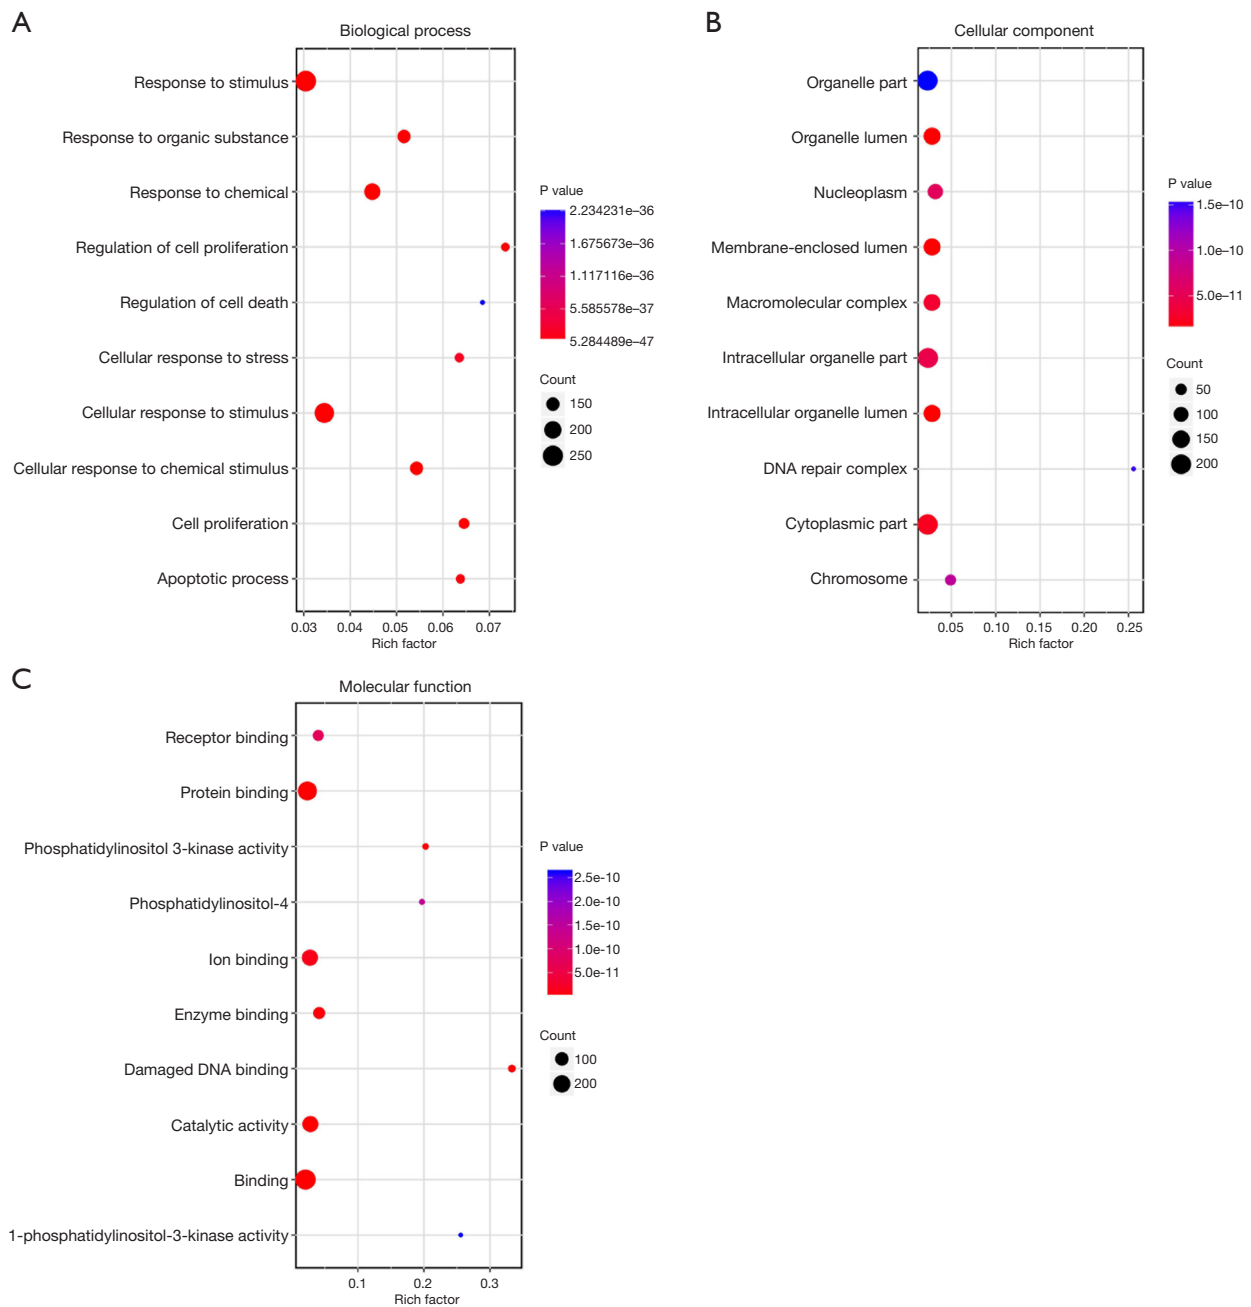 A
Biological process
Response to stimulus
Response to organic substance
Response to chemical
Regulation of cell proliferation
Regulation of cell death
Cellular response to stress
Cellular response to stimulus
Cellular response to chemical stimulus
Cell proliferation
Apoptotic process
0.03 0.04 0.05 0.06 0.07
Rich factor
P value
2.234231e–36
1.675673e–36
1.117116e–36
5.585578e–37
5.284489e–47
Count
150
200
250
B
Cellular component
Organelle part
Organelle lumen
Nucleoplasm
Membrane-enclosed lumen
Macromolecular complex
Intracellular organelle part
Intracellular organelle lumen
DNA repair complex
Cytoplasmic part
Chromosome
0.05 0.10 0.15 0.20 0.25
Rich factor
P value
1.5e–10
1.0e–10
5.0e–11
Count
50
100
150
200
C
Molecular function
Receptor binding
Protein binding
Phosphatidylinositol 3-kinase activity
Phosphatidylinositol-4
Ion binding
Enzyme binding
Damaged DNA binding
Catalytic activity
Binding
1-phosphatidylinositol-3-kinase activity
0.1 0.2 0.3
Rich factor
P value
2.5e-10
2.0e-10
1.5e-10
1.0e-10
5.0e-11
Count
100
200